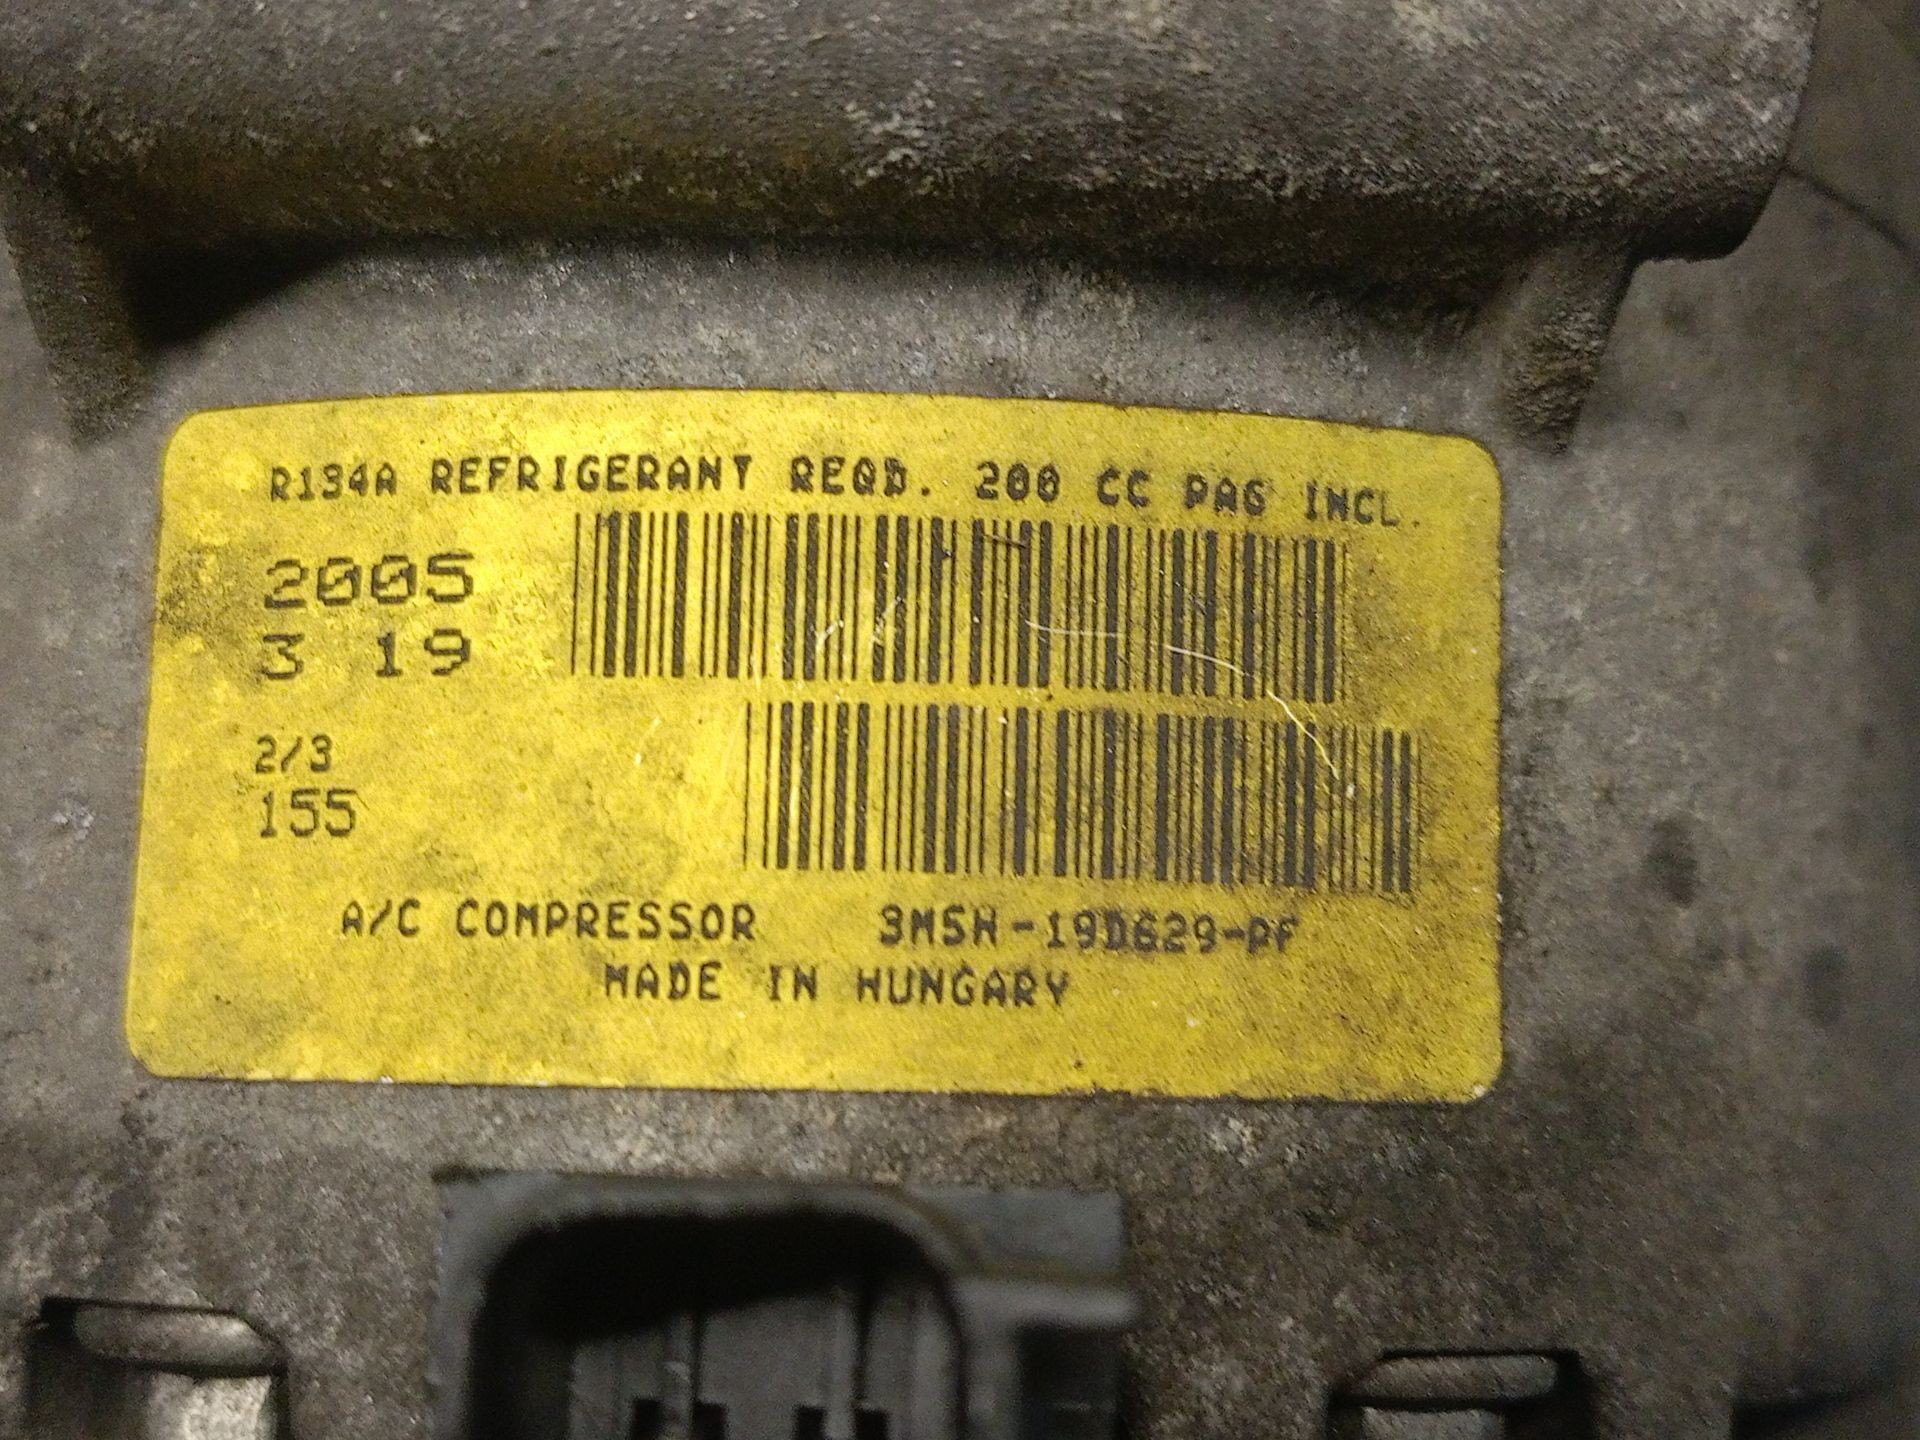 R134A REFRIGERANT REQD. 200 CC PAG INCL.
2005
3 19
2/3
155
A/C COMPRESSOR 3M5H-19D629-PF
MADE IN HUNGARY